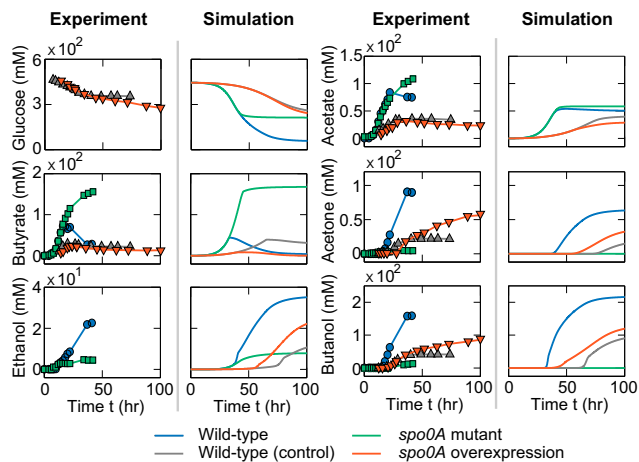 Experiment Simulation Experiment Simulation
× 10²
Glucose (mM)
6
3
0
× 10²
Acetate (mM)
1.5
1.0
0.5
0
× 10²
Butyrate (mM)
2
1
0
× 10²
Acetone (mM)
1
0.5
0
× 10¹
Ethanol (mM)
4
2
0
× 10²
Butanol (mM)
2
1
0
0 50 100 0 50 100 0 50 100 0 50 100
Time t (hr) Time t (hr) Time t (hr) Time t (hr)
Wild-type spo0A mutant
Wild-type (control) spo0A overexpression